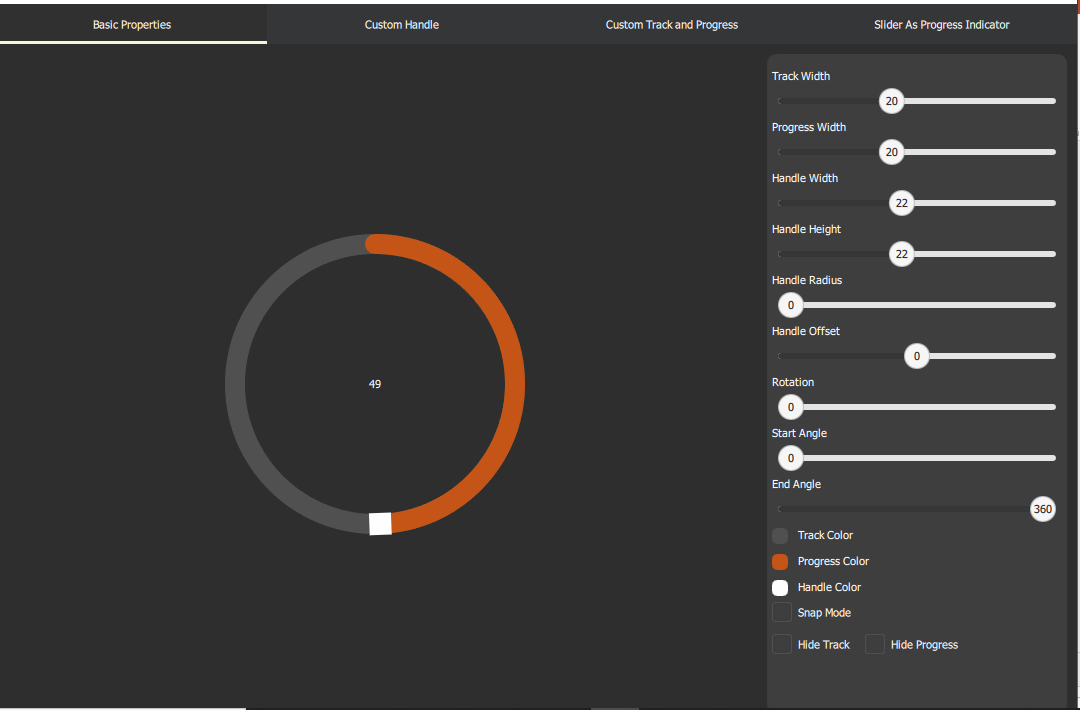 Basic Properties
Custom Handle
Custom Track and Progress
Slider As Progress Indicator
Track Width
20
Progress Width
20
Handle Width
22
Handle Height
22
Handle Radius
0
Handle Offset
0
Rotation
0
Start Angle
0
End Angle
360
Track Color
Progress Color
Handle Color
Snap Mode
Hide Track
Hide Progress
49